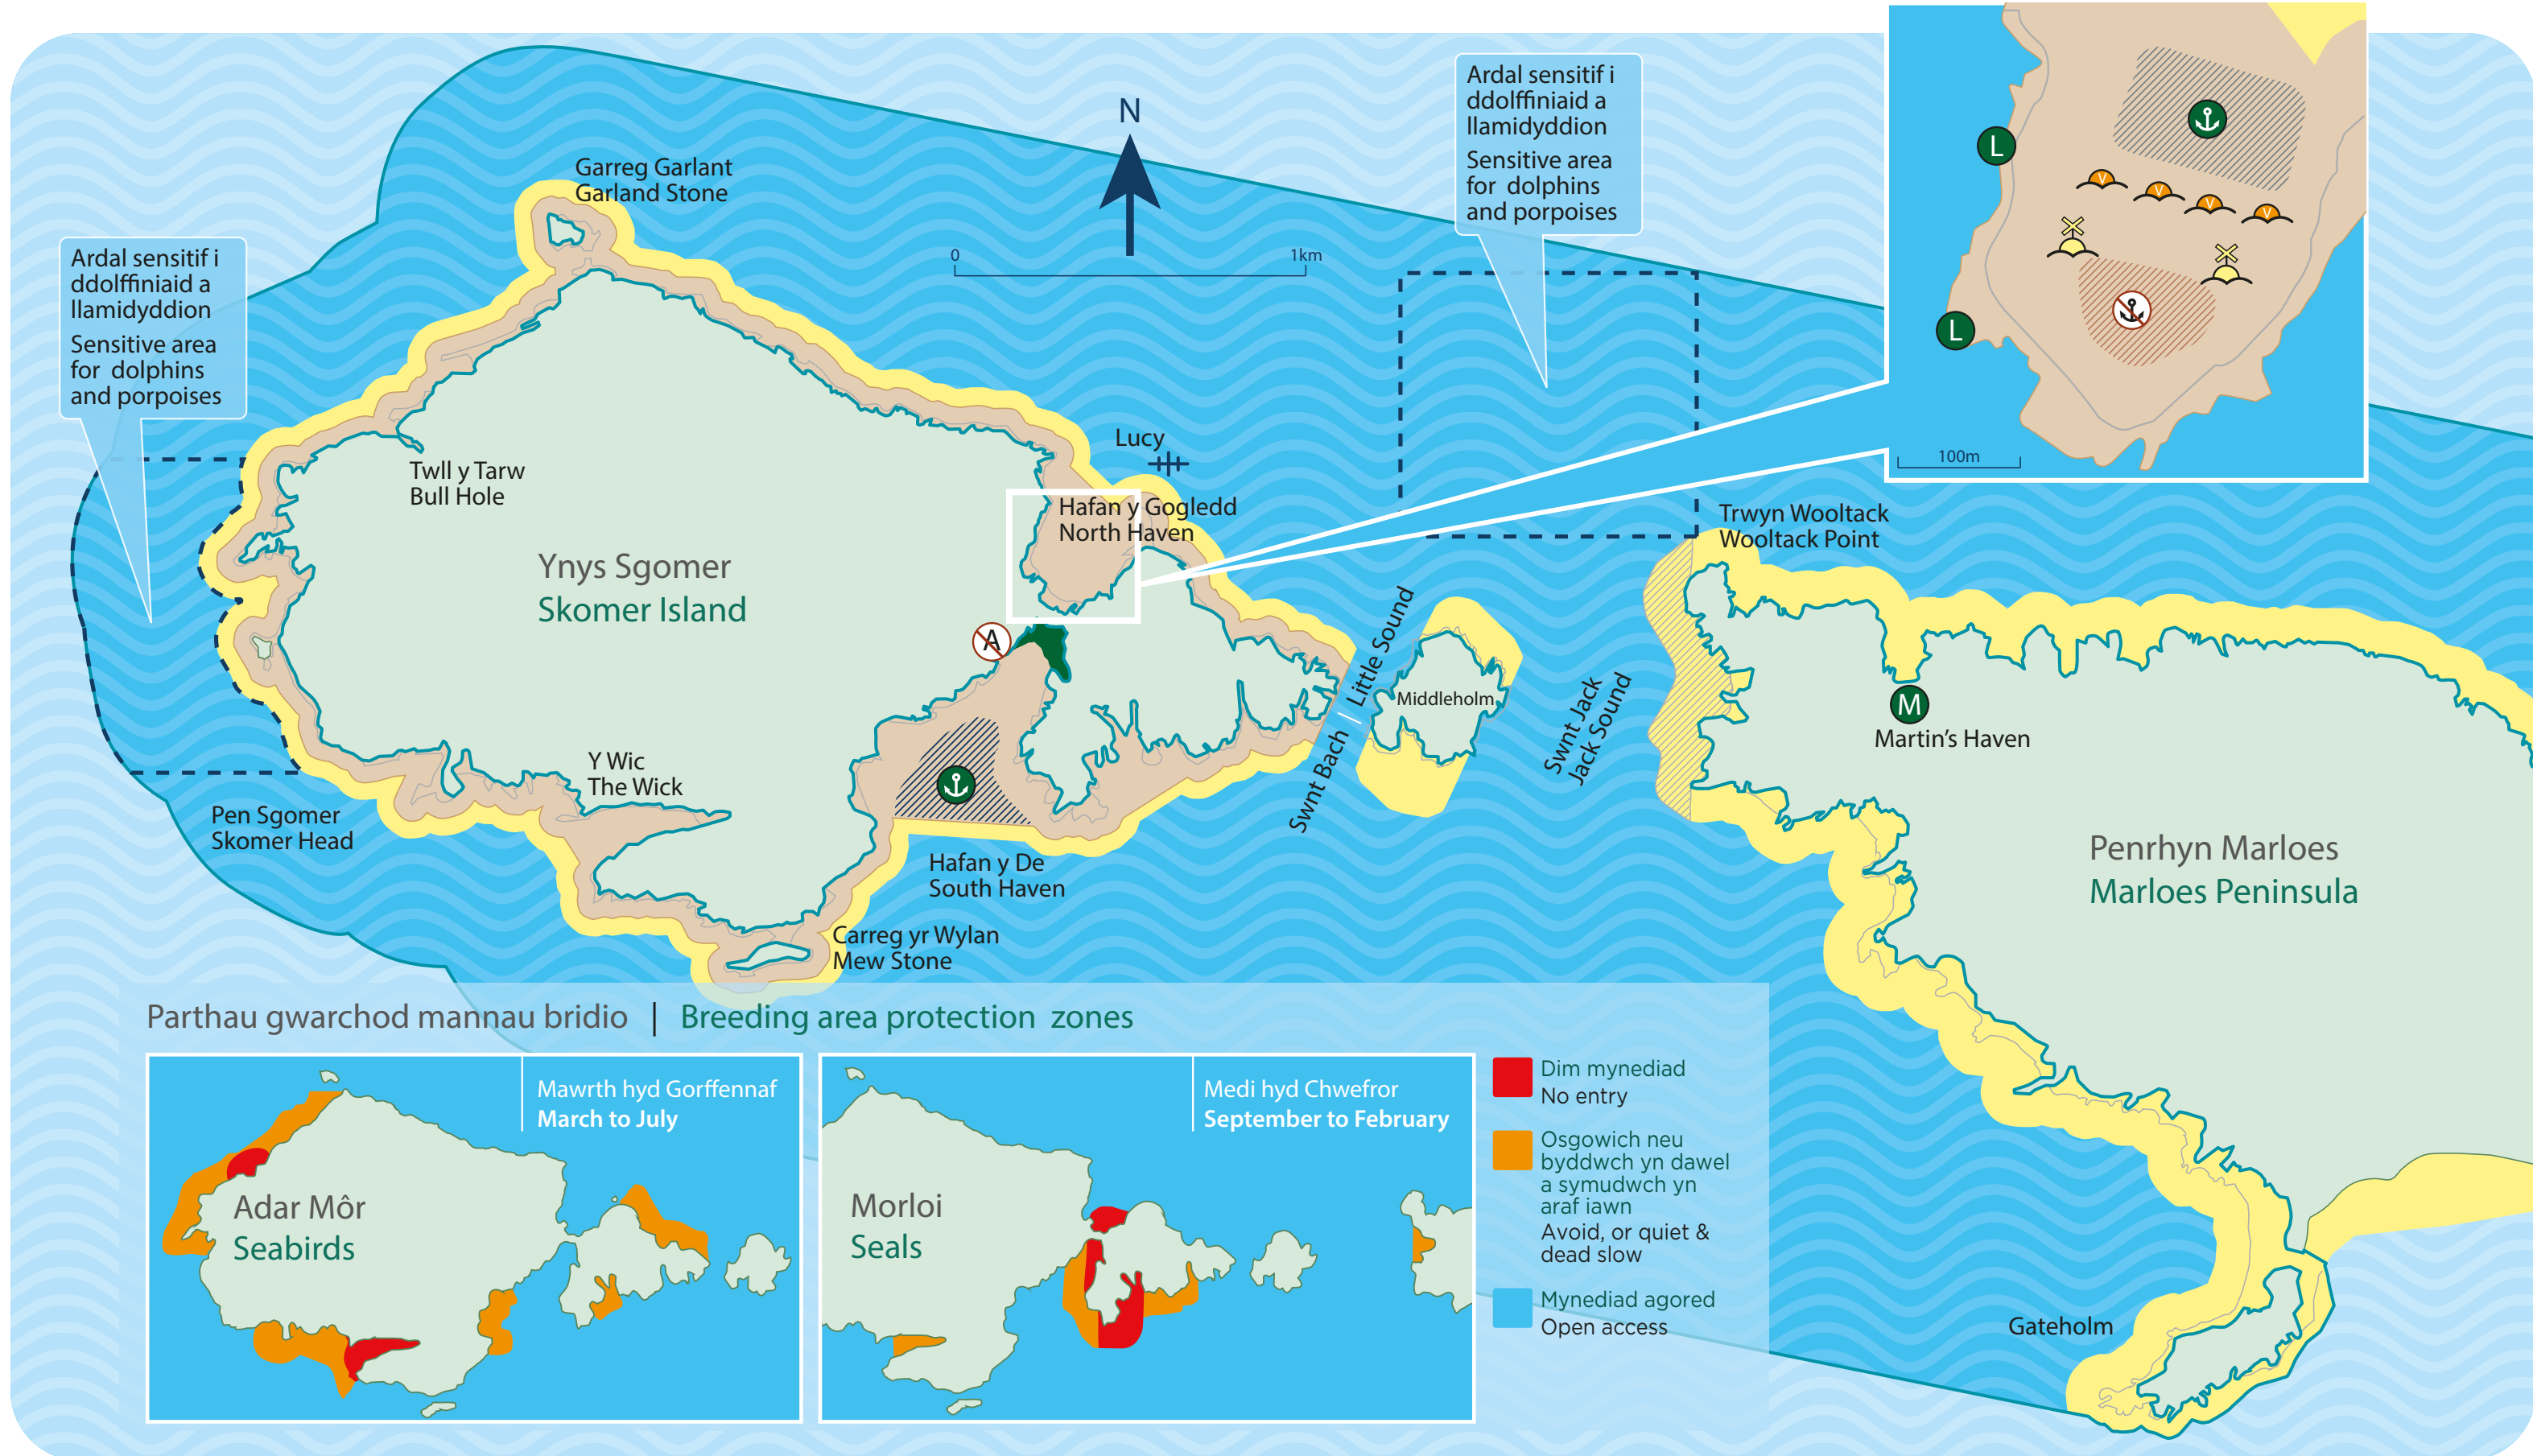 Ardal sensitif i
ddolffiniaid a
llamidyddion
Sensitive area
for dolphins
and porpoises
Garreg Garlant
Garland Stone
N
0
1km
Ardal sensitif i
ddolffiniaid a
llamidyddion
Sensitive area
for dolphins
and porpoises
L
L
V
V
V
V
100m
Twll y Tarw
Bull Hole
Lucy
Hafan y Gogledd
North Haven
Trwyn Wooltack
Wooltack Point
Ynys Sgomer
Skomer Island
A
Swnt Bach | Little Sound
Middleholm
Swnt Jack
Jack Sound
M
Martin's Haven
Y Wic
The Wick
Pen Sgomer
Skomer Head
Hafan y De
South Haven
Penrhyn Marloes
Marloes Peninsula
Carreg yr Wylan
Mew Stone
Parthau gwarchod mannau bridio | Breeding area protection zones
Mawrth hyd Gorffennaf
March to July
Adar Môr
Seabirds
Medi hyd Chwefror
September to February
Morloi
Seals
Dim mynediad
No entry
Osgowich neu
byddwch yn dawel
a symudwch yn
araf iawn
Avoid, or quiet &
dead slow
Mynediad agored
Open access
Gateholm